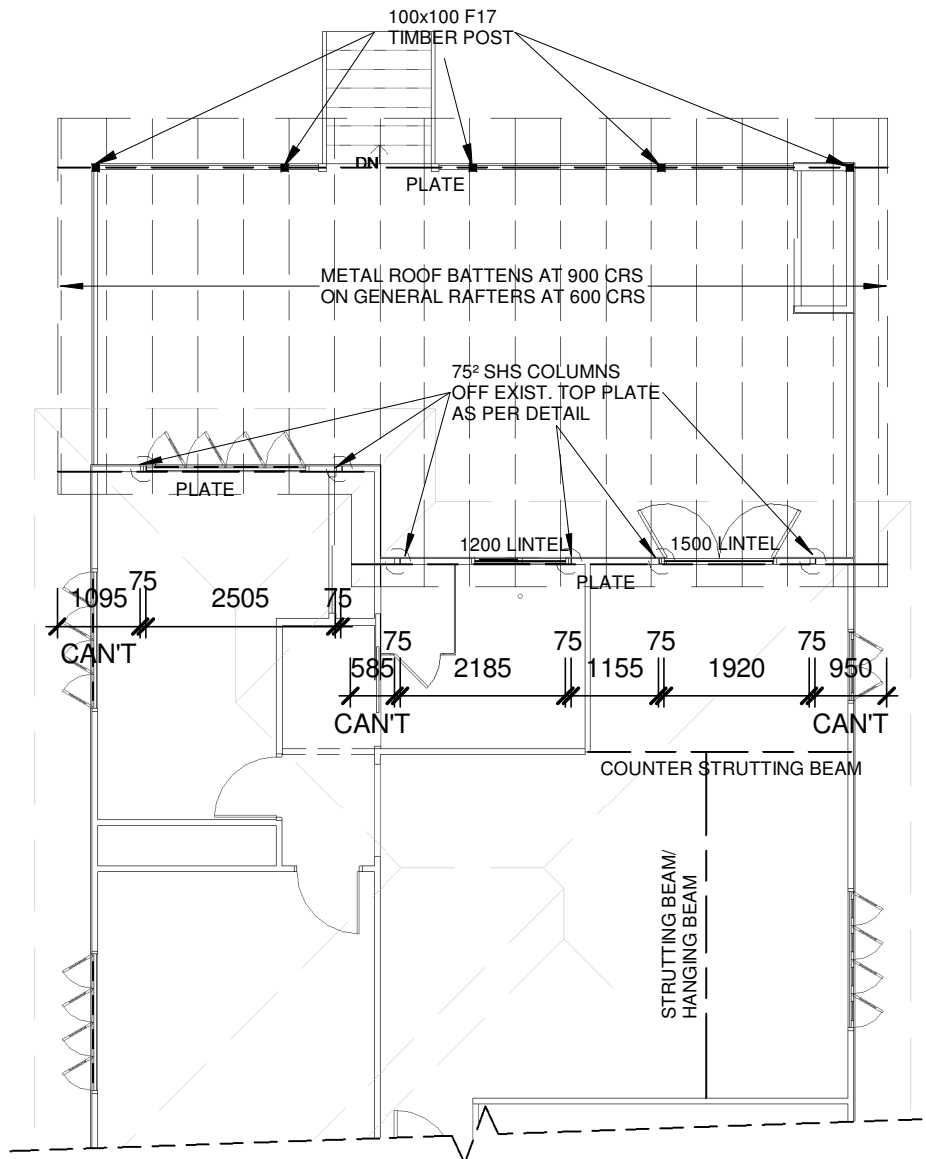 100x100 F17
TIMBER POST
DN
PLATE
METAL ROOF BATTENS AT 900 CRS
ON GENERAL RAFTERS AT 600 CRS
75² SHS COLUMNS
OFF EXIST. TOP PLATE
AS PER DETAIL
PLATE
1200 LINTEL
1500 LINTEL
PLATE
75
1095
2505
75
CAN'T
75
75
75
75
585
2185
1155
1920
950
CAN'T
CAN'T
COUNTER STRUTTING BEAM
STRUTTING BEAM/
HANGING BEAM